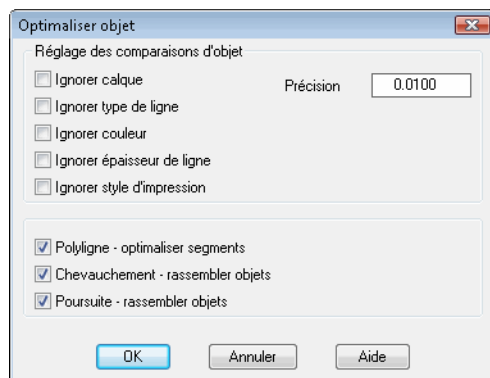 Optimaliser objet
Réglage des comparaisons d'objet
Ignorer calque
Précision 0.0100
Ignorer type de ligne
Ignorer couleur
Ignorer épaisseur de ligne
Ignorer style d'impression
Polyligne - optimaliser segments
Chevauchement - rassembler objets
Poursuite - rassembler objets
OK Annuler Aide